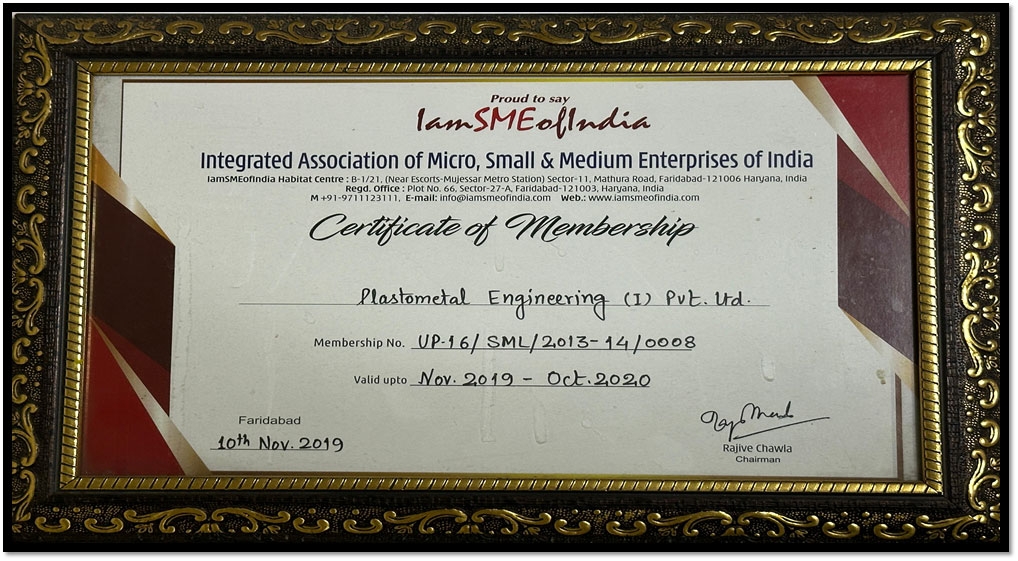 Proud to say
IamSMEofIndia
Integrated Association of Micro, Small & Medium Enterprises of India
IamSMEofIndia Habitat Centre : B-1/21, (Near Escorts-Mujessar Metro Station) Sector-11, Mathura Road, Faridabad-121006 Haryana, India
Regd. Office : Plot No. 66, Sector-27-A, Faridabad-121003, Haryana, India
M +91-9711123111, E-mail: info@iamsmeofindia.com Web.: www.iamsmeofindia.com
Certificate of Membership
Plastometal Engineering (I) Pvt. Ltd.
Membership No. UP-16/SML/2013-14/0008
Valid upto Nov. 2019 - Oct. 2020
Faridabad
10th Nov. 2019
Rajive Chawla
Chairman